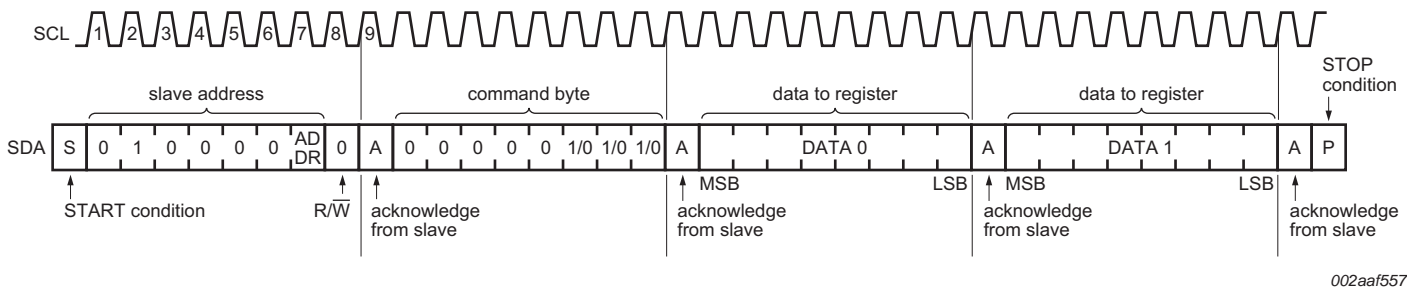 SCL 1 2 3 4 5 6 7 8 9
STOP
condition
slave address command byte data to register data to register
SDA S 0 1 0 0 0 0 AD DR 0 A 0 0 0 0 0 1/0 1/0 1/0 A DATA 0 A DATA 1 A P
MSB LSB MSB LSB
START condition R/W̅ acknowledge from slave acknowledge from slave acknowledge from slave acknowledge from slave
002aaf557